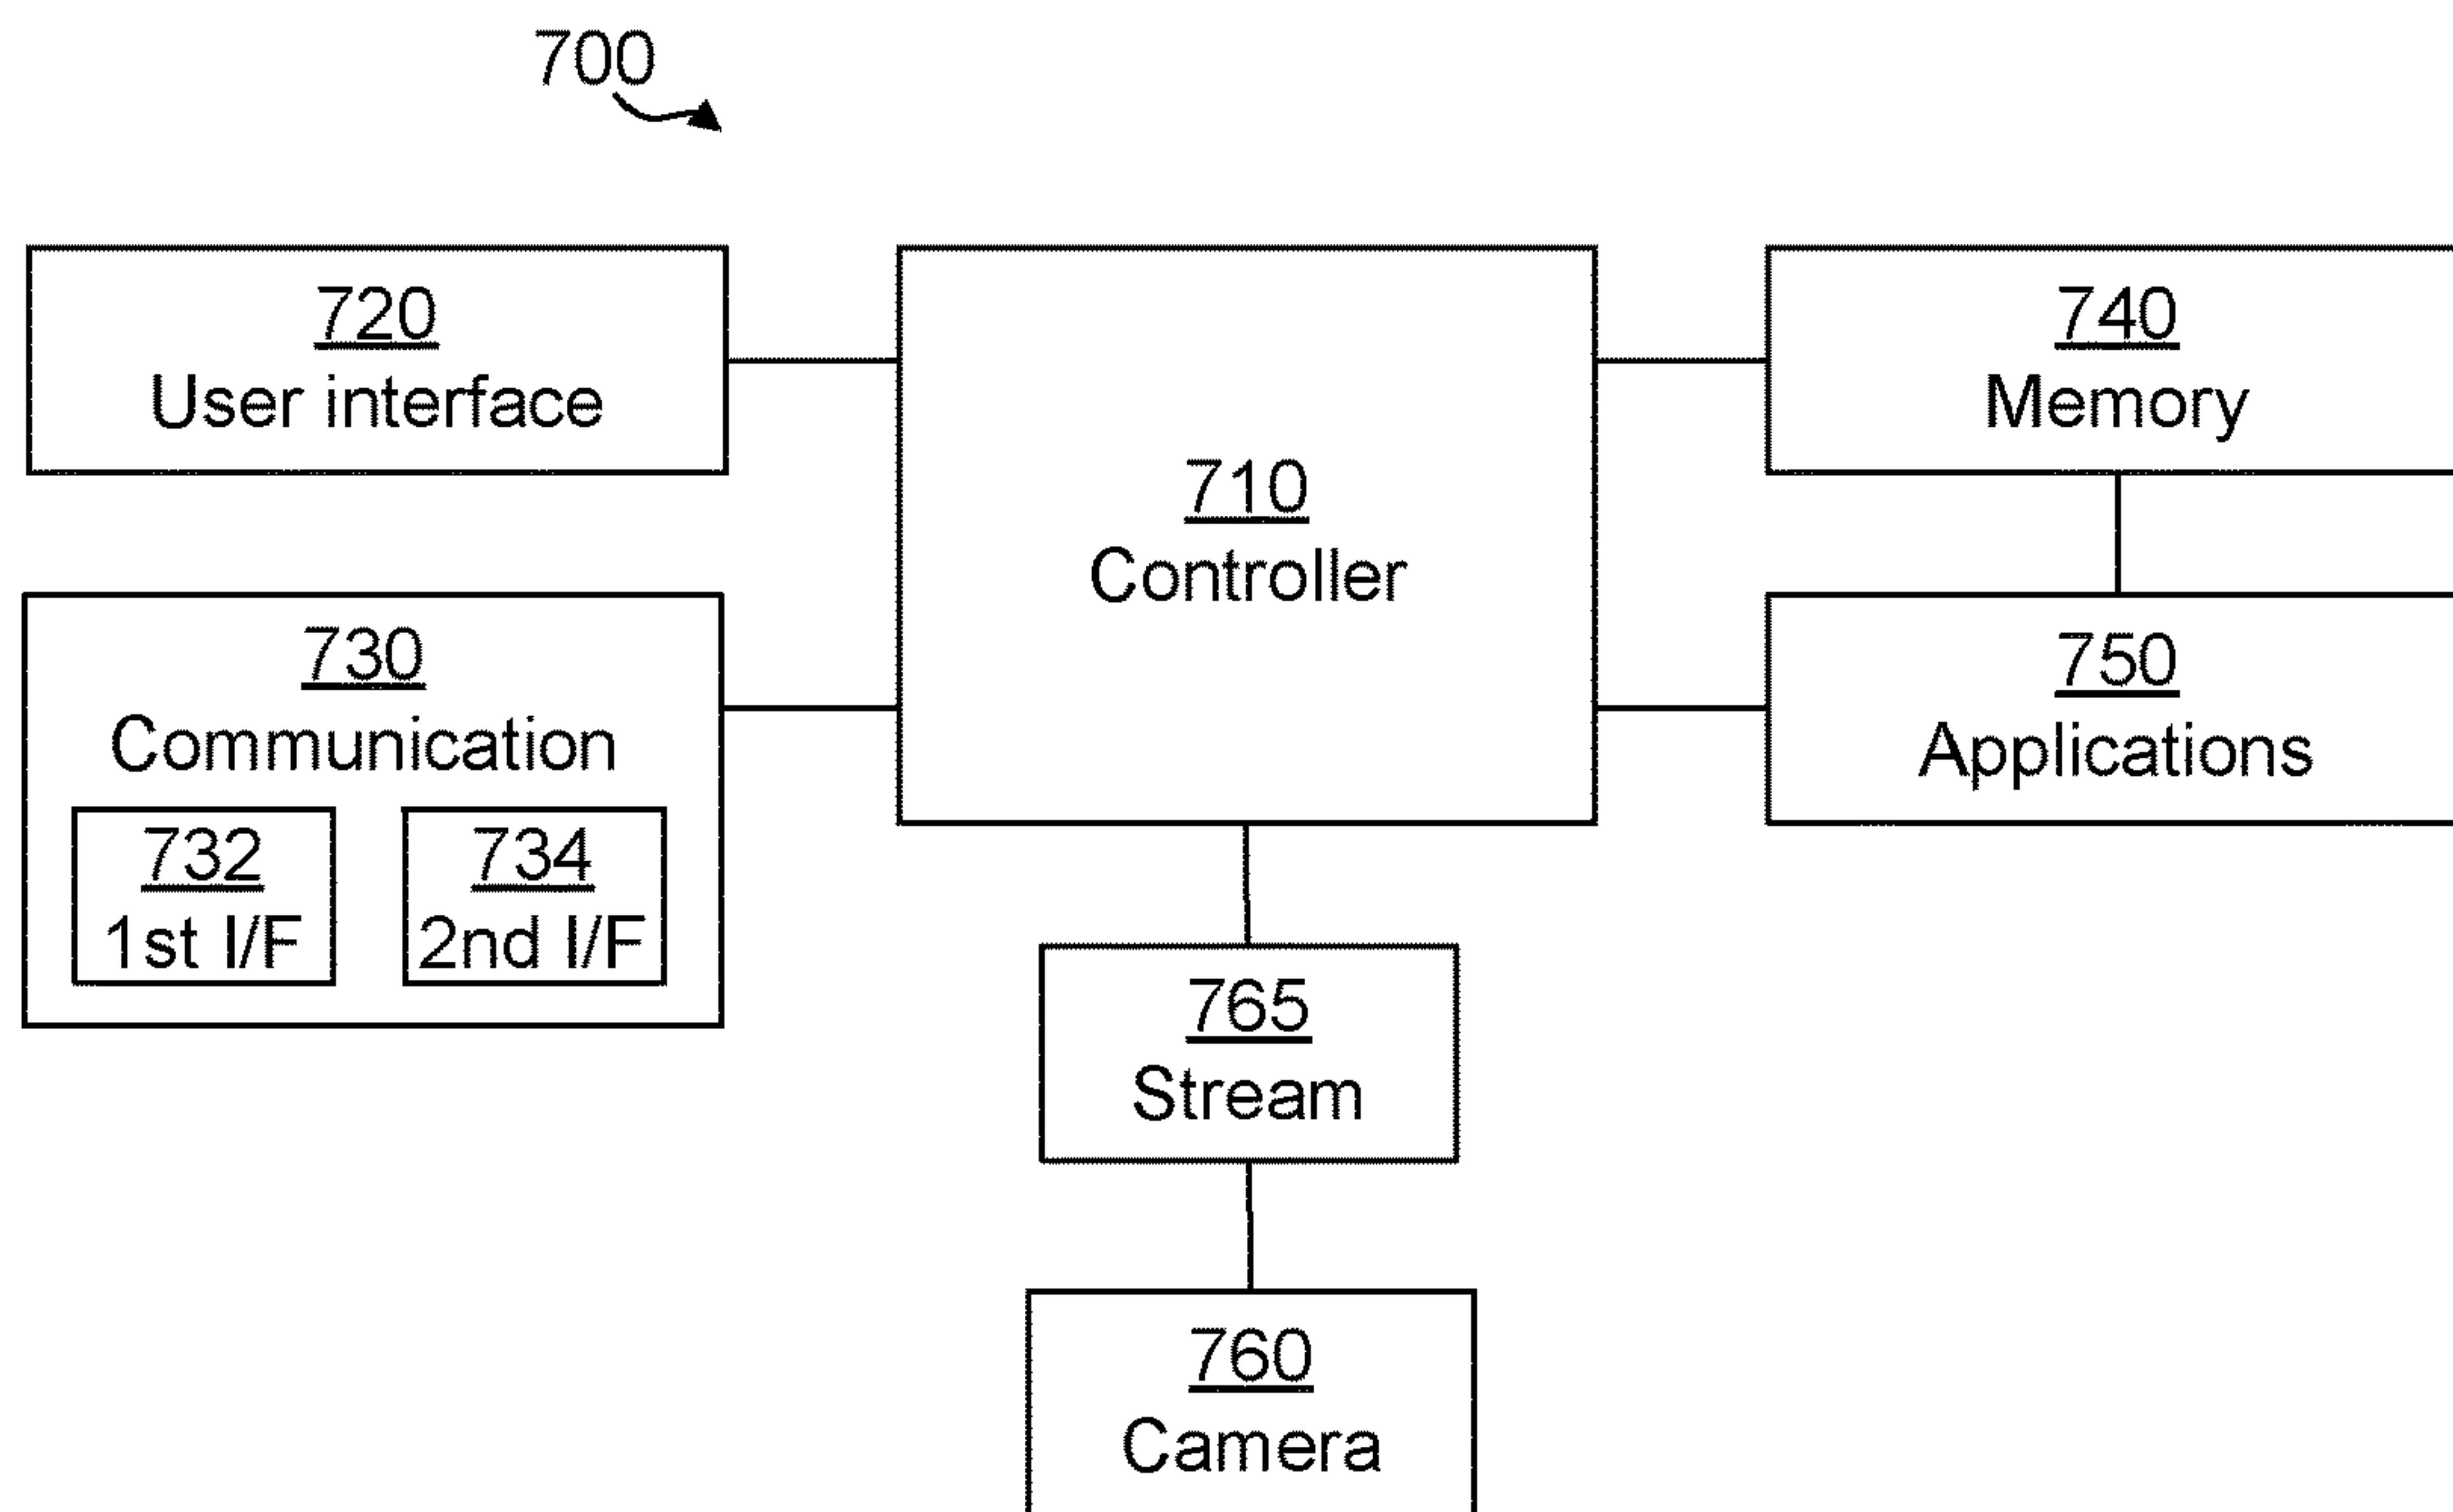 700
720
User interface
710
Controller
740
Memory
730
Communication
732
1st I/F
734
2nd I/F
750
Applications
765
Stream
760
Camera